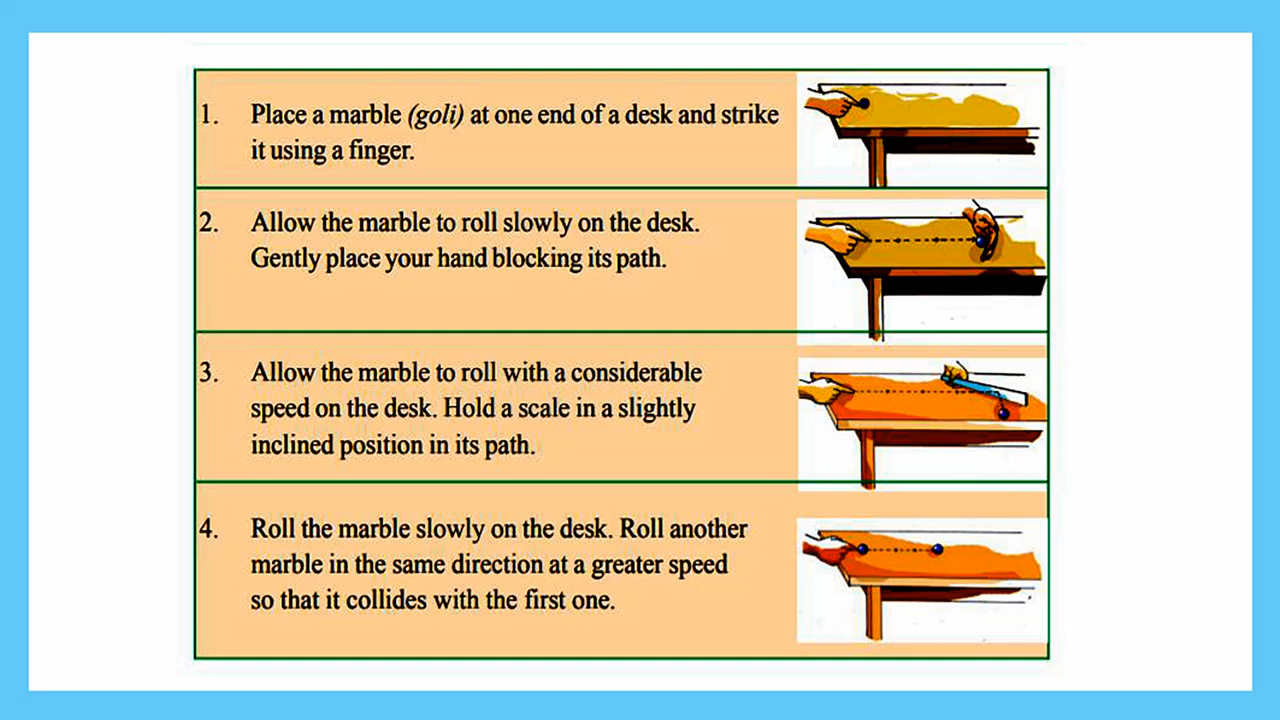 1. Place a marble (goli) at one end of a desk and strike
it using a finger.
2. Allow the marble to roll slowly on the desk.
Gently place your hand blocking its path.
3. Allow the marble to roll with a considerable
speed on the desk. Hold a scale in a slightly
inclined position in its path.
4. Roll the marble slowly on the desk. Roll another
marble in the same direction at a greater speed
so that it collides with the first one.